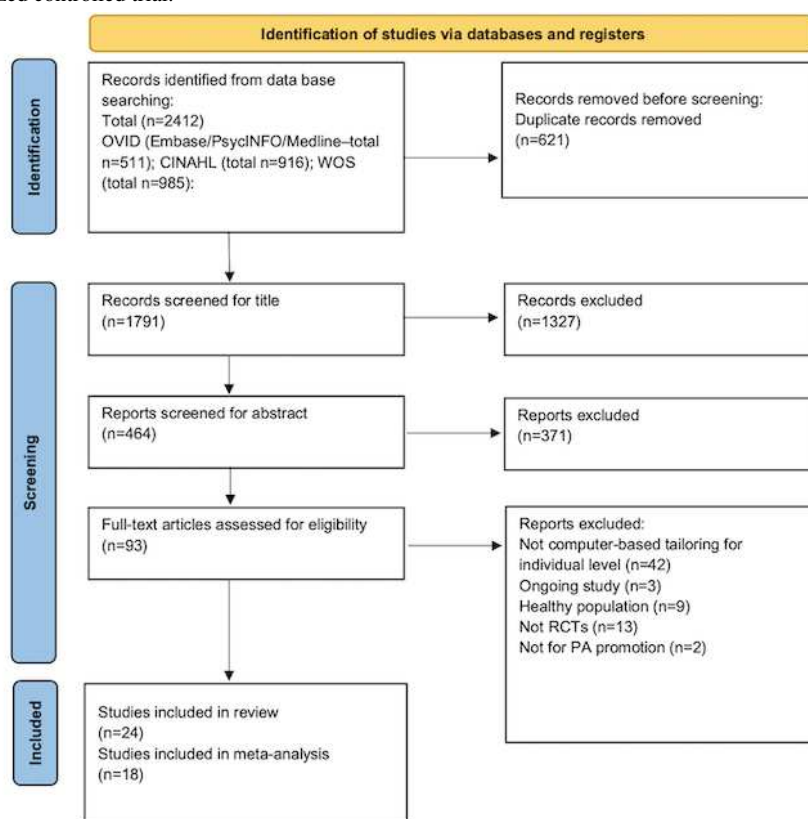 controlled trial.
Identification of studies via databases and registers
Identification
Records identified from data base
searching:
Total (n=2412)
OVID (Embase/PsycINFO/Medline–total
n=511); CINAHL (total n=916); WOS
(total n=985):
Records removed before screening:
Duplicate records removed
(n=621)
Screening
Records screened for title
(n=1791)
Records excluded
(n=1327)
Reports screened for abstract
(n=464)
Reports excluded
(n=371)
Full-text articles assessed for eligibility
(n=93)
Reports excluded:
Not computer-based tailoring for
individual level (n=42)
Ongoing study (n=3)
Healthy population (n=9)
Not RCTs (n=13)
Not for PA promotion (n=2)
Included
Studies included in review
(n=24)
Studies included in meta-analysis
(n=18)